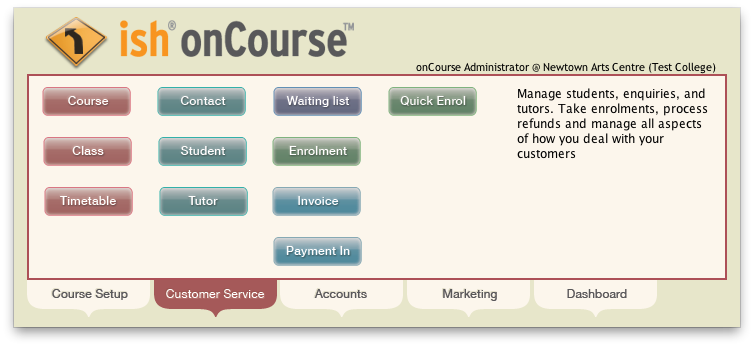 ish® onCourse™
onCourse Administrator @ Newtown Arts Centre (Test College)
Course
Contact
Waiting list
Quick Enrol
Manage students, enquiries, and
tutors. Take enrolments, process
refunds and manage all aspects
of how you deal with your
customers
Class
Student
Enrolment
Timetable
Tutor
Invoice
Payment In
Course Setup
Customer Service
Accounts
Marketing
Dashboard